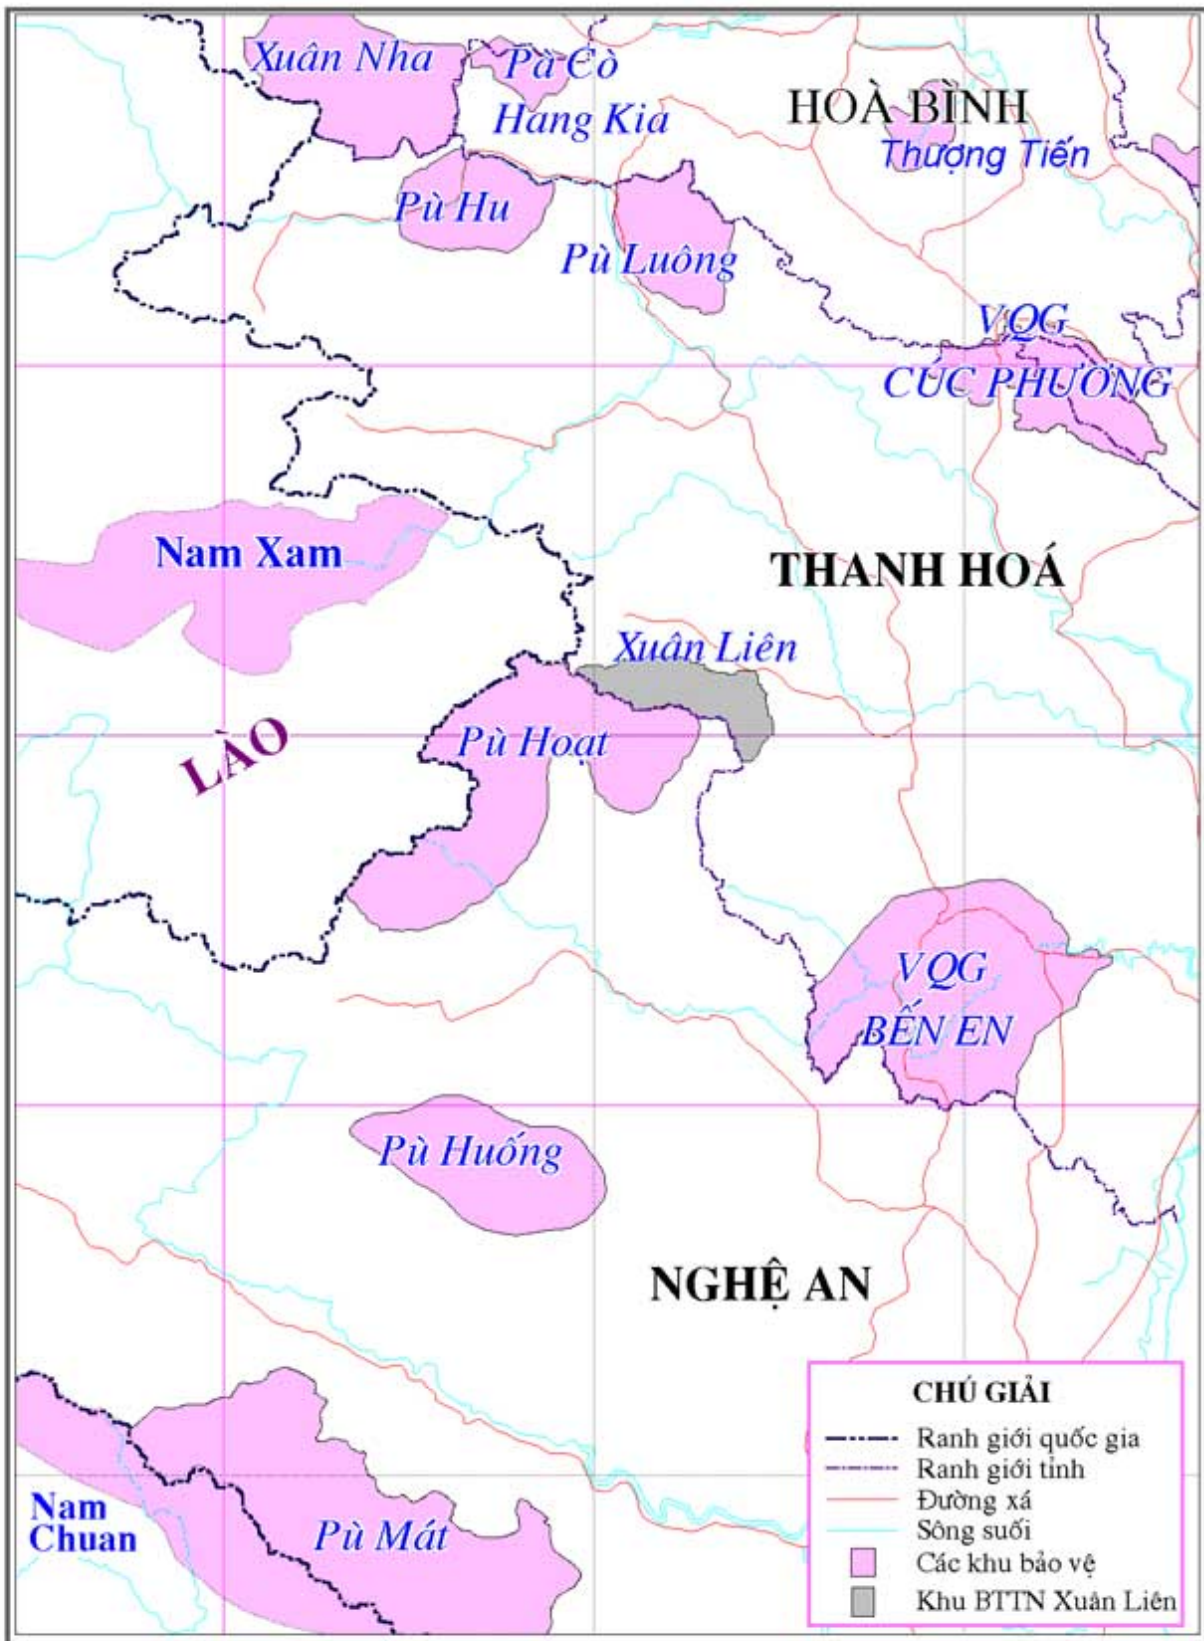 Xuân Nha
Pà Cò
Hang Kia
HOÀ BÌNH
Thượng Tiến
Pù Hu
Pù Luông
VQG
CÚC PHƯƠNG
Nam Xam
THANH HOÁ
Xuân Liên
LÀO
Pù Hoạt
VQG
BẾN EN
Pù Huống
NGHỆ AN
Nam
Chuan
Pù Mát
CHÚ GIẢI
Ranh giới quốc gia
Ranh giới tỉnh
Đường xá
Sông suối
Các khu bảo vệ
Khu BTTN Xuân Liên